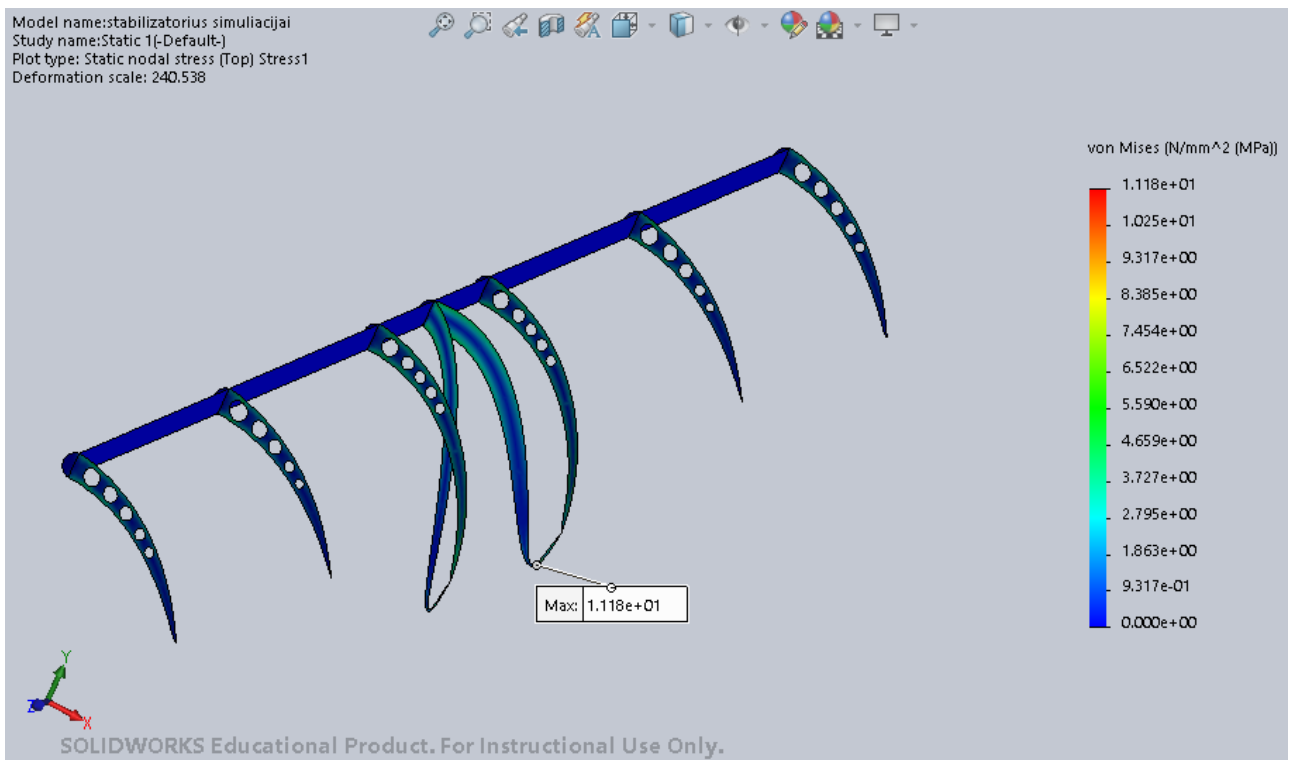 Model name:stabilizatorius simuliacijai
Study name:Static 1(-Default-)
Plot type: Static nodal stress (Top) Stress1
Deformation scale: 240.538
von Mises (N/mm^2 (MPa))
1.118e+01
1.025e+01
9.317e+00
8.385e+00
7.454e+00
6.522e+00
5.590e+00
4.659e+00
3.727e+00
2.795e+00
1.863e+00
9.317e-01
0.000e+00
Max: 1.118e+01
Y
Z
X
SOLIDWORKS Educational Product. For Instructional Use Only.